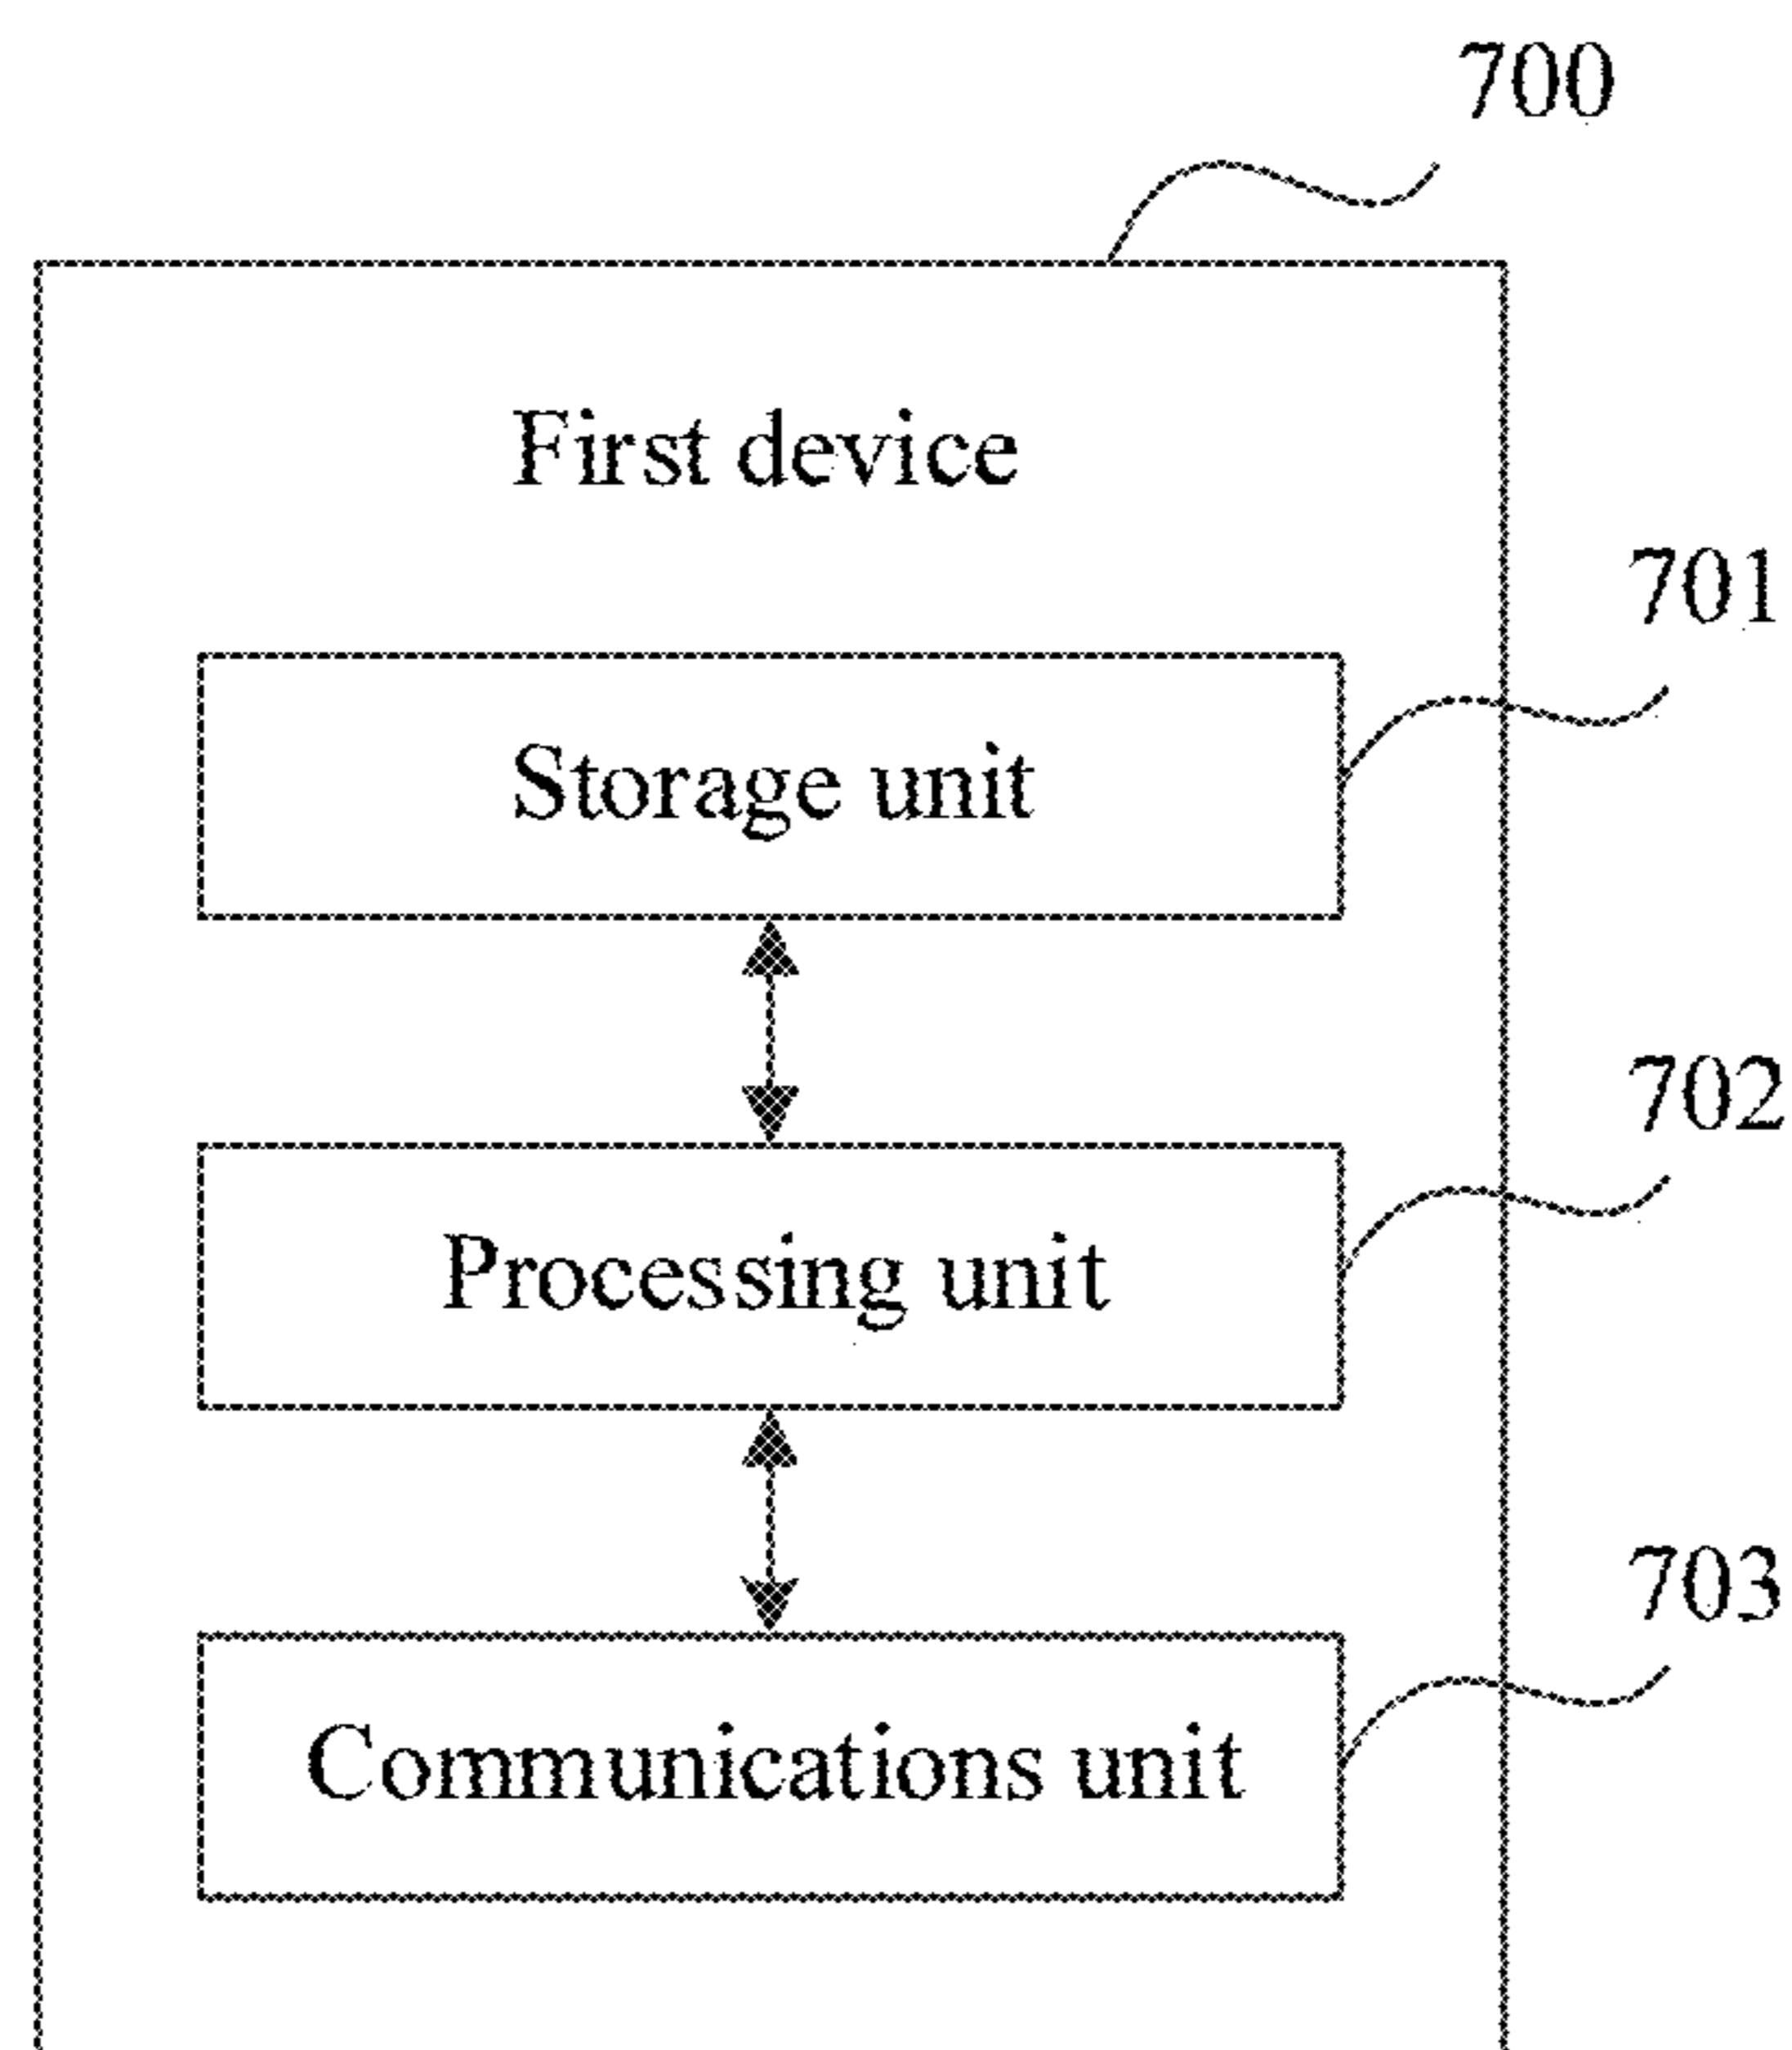 700
First device
701
Storage unit
702
Processing unit
703
Communications unit